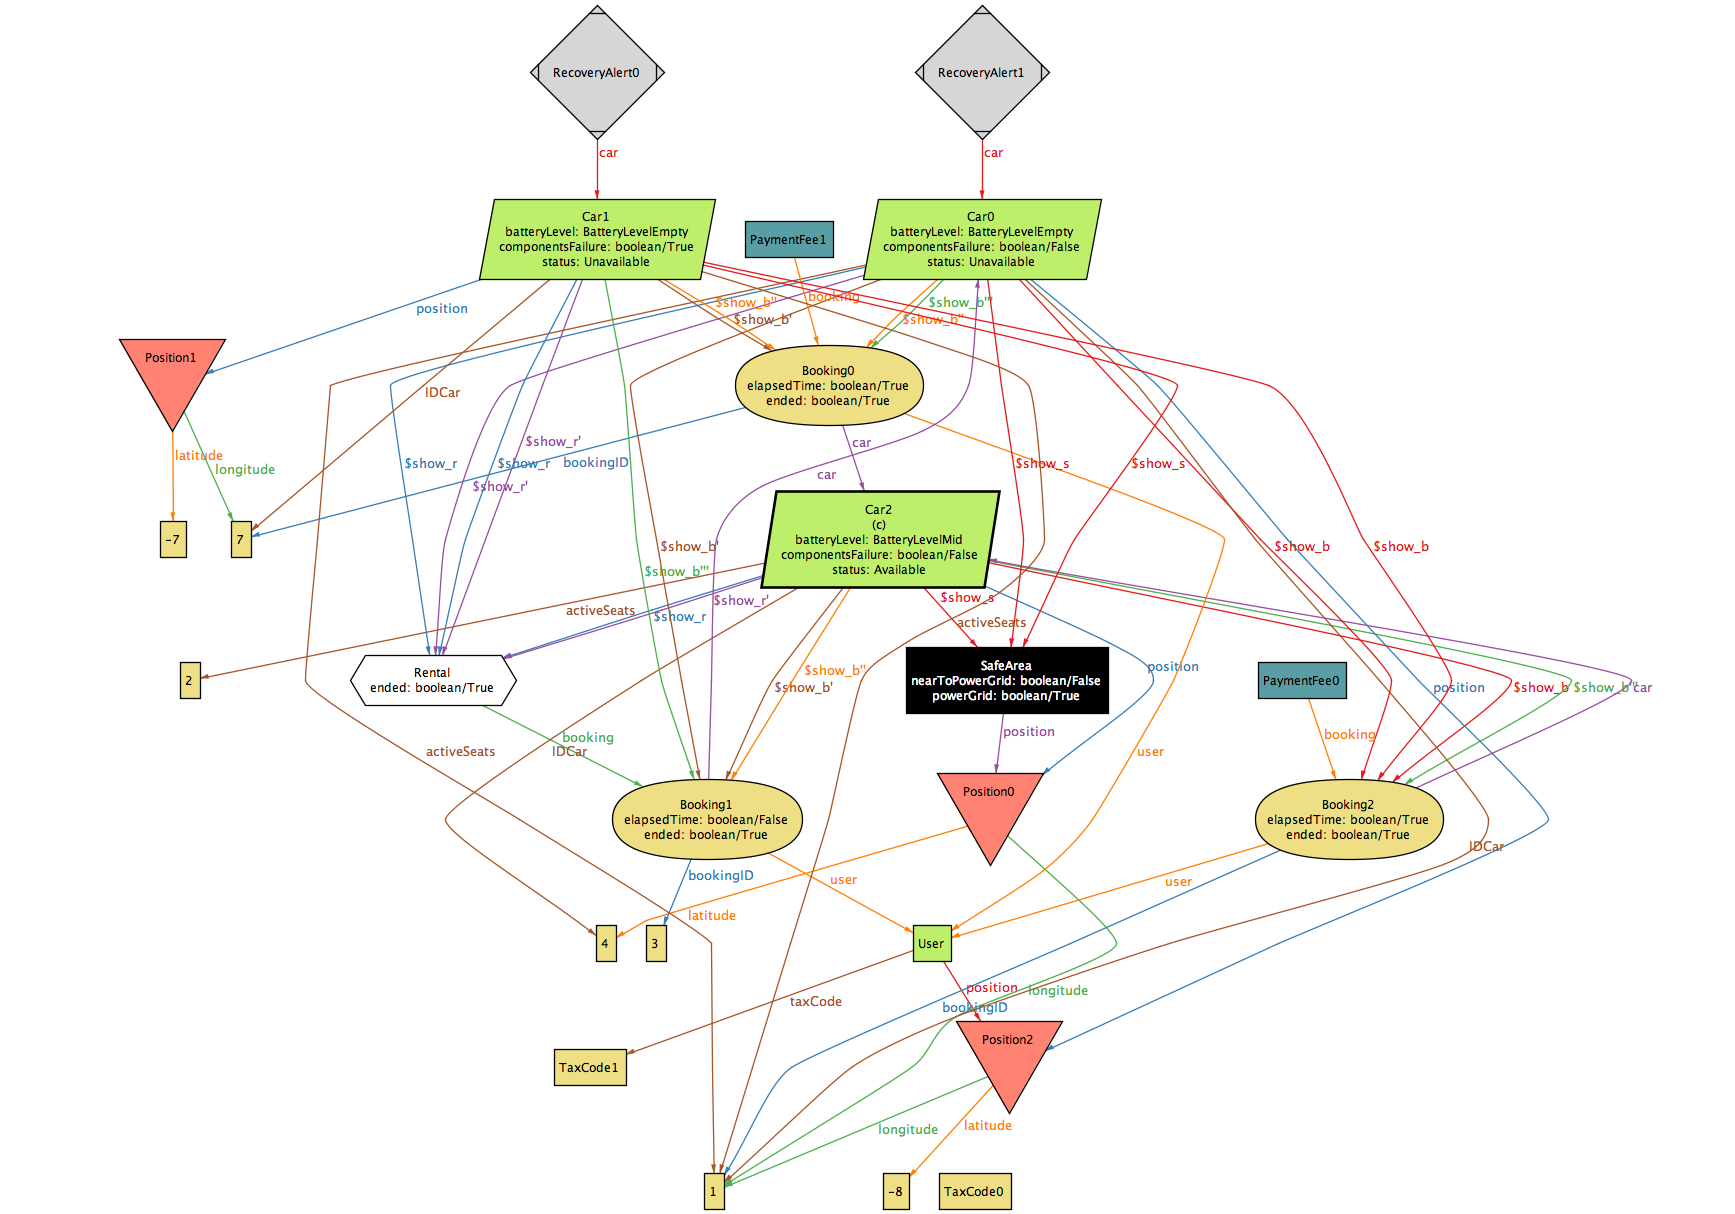 RecoveryAlert0
RecoveryAlert1
car
car
Car1
batteryLevel: BatteryLevelEmpty
componentsFailure: boolean/True
status: Unavailable
PaymentFee1
Car0
batteryLevel: BatteryLevelEmpty
componentsFailure: boolean/False
status: Unavailable
position
$show_b''
booking
$show_b'''
$show_b'
$show_b''
Position1
Booking0
elapsedTime: boolean/True
ended: boolean/True
IDCar
latitude
longitude
$show_r'
car
$show_r
$show_r
bookingID
car
$show_s
$show_s
$show_r'
-7
7
Car2
(c)
batteryLevel: BatteryLevelMid
componentsFailure: boolean/False
status: Available
$show_b'
$show_b
$show_b
$show_b'''
activeSeats
$show_r'
$show_r
$show_s
activeSeats
2
Rental
ended: boolean/True
$show_b''
$show_b'
SafeArea
nearToPowerGrid: boolean/False
powerGrid: boolean/True
position
PaymentFee0
position
$show_b
$show_b''
car
activeSeats
IDCar
booking
position
user
booking
Booking1
elapsedTime: boolean/False
ended: boolean/True
Position0
Booking2
elapsedTime: boolean/True
ended: boolean/True
IDCar
bookingID
user
user
latitude
4
3
User
taxCode
position
longitude
bookingID
TaxCode1
Position2
longitude
latitude
1
-8
TaxCode0